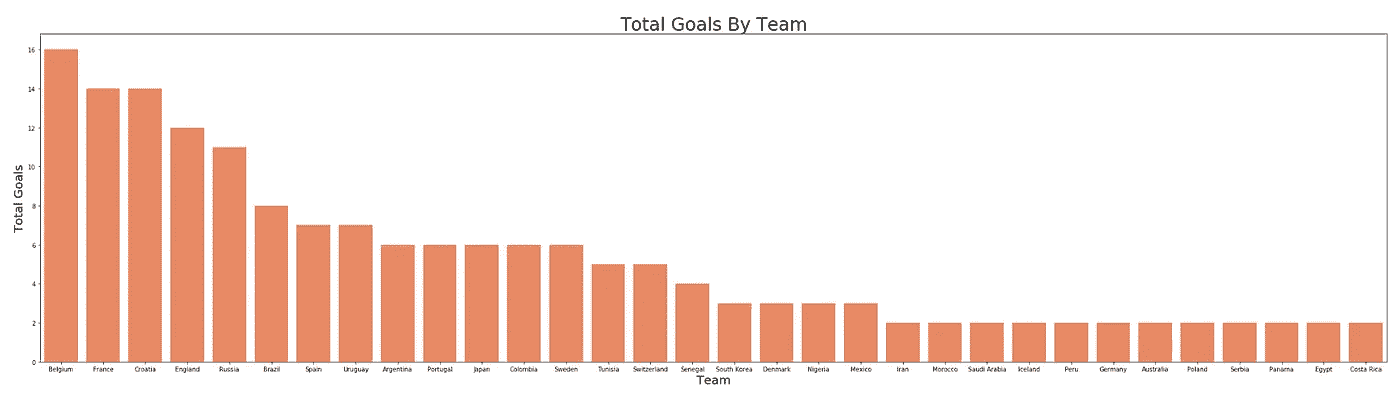 Total Goals By Team
Total Goals
16
14
12
10
8
6
4
2
0
Belgium France Croatia England Russia Brazil Spain Uruguay Argentina Portugal Japan Colombia Sweden Tunisia Switzerland Senegal South Korea Denmark Nigeria Mexico Iran Morocco Saudi Arabia Iceland Peru Germany Australia Poland Serbia Panama Egypt Costa Rica
Team